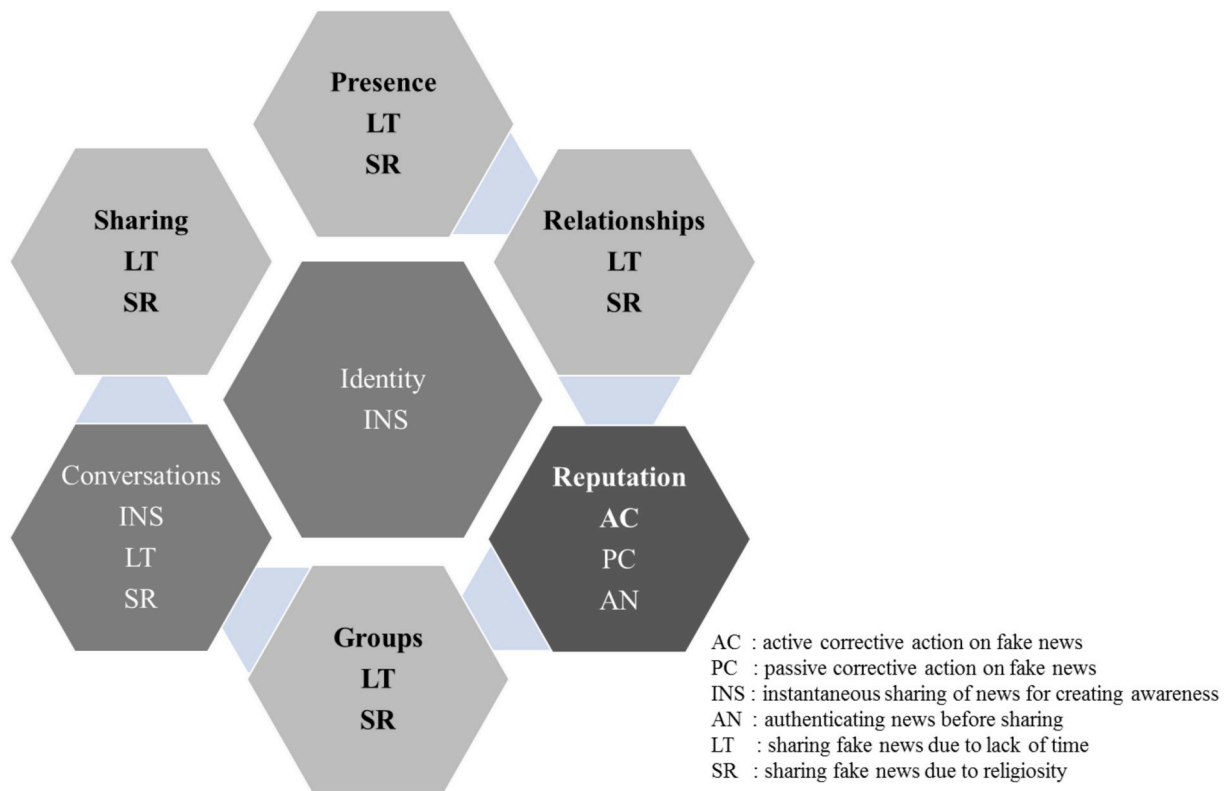 Presence
LT
SR
Sharing
LT
SR
Relationships
LT
SR
Identity
INS
Conversations
INS
LT
SR
Reputation
AC
PC
AN
Groups
LT
SR
AC : active corrective action on fake news
PC : passive corrective action on fake news
INS : instantaneous sharing of news for creating awareness
AN : authenticating news before sharing
LT : sharing fake news due to lack of time
SR : sharing fake news due to religiosity